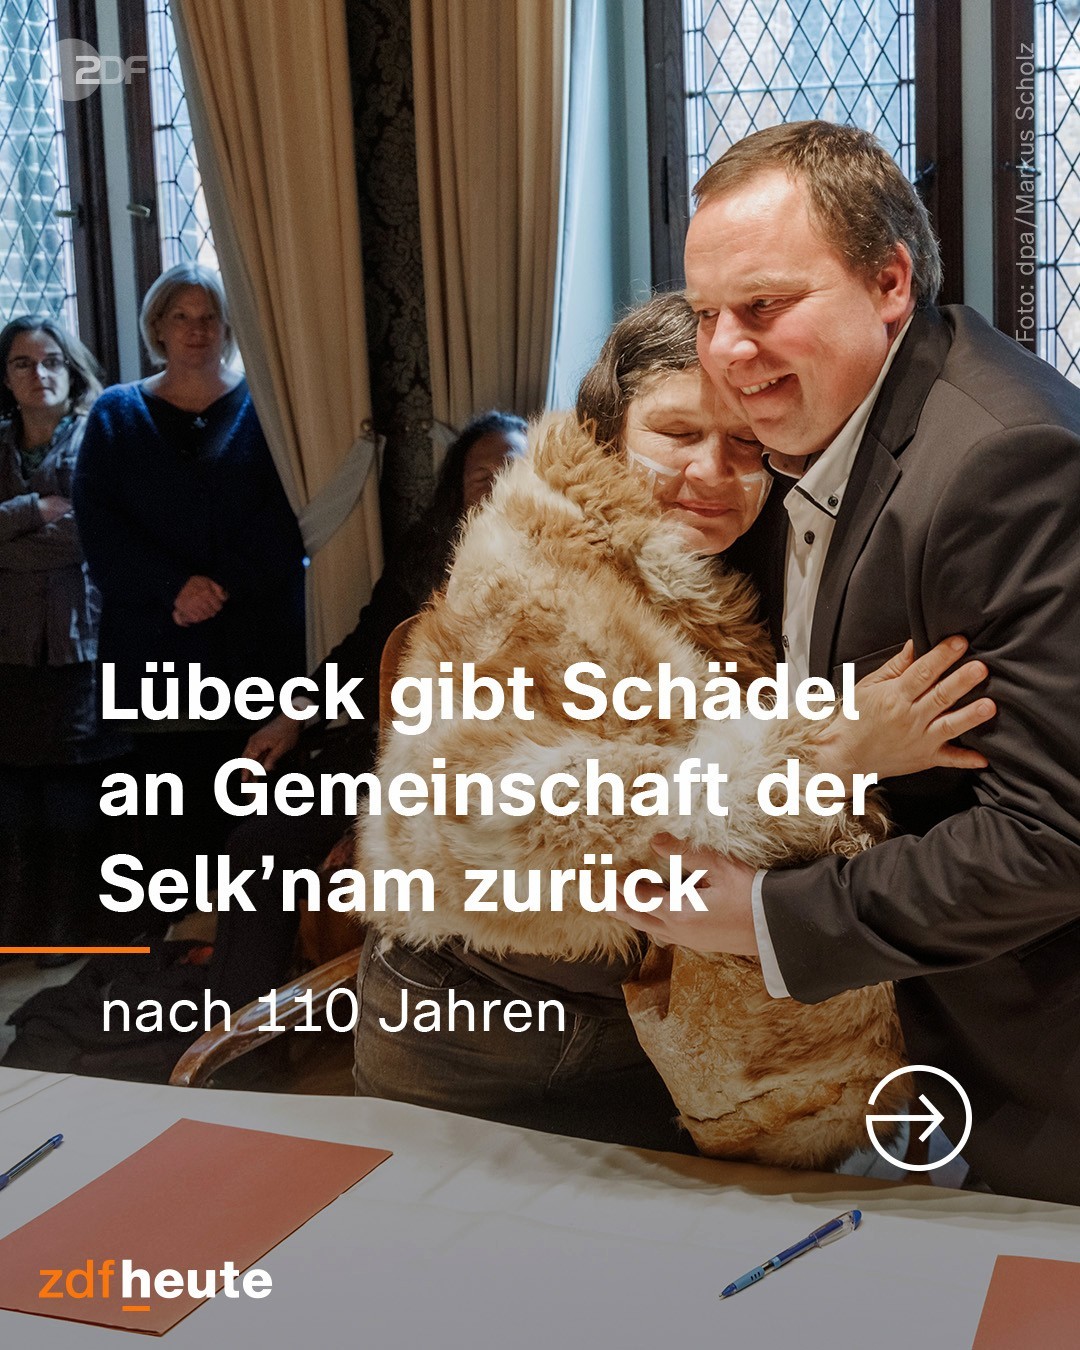 ZDF
Foto: dpa/Markus Scholz
Lübeck gibt Schädel
an Gemeinschaft der
Selk’nam zurück
nach 110 Jahren
zdfheute